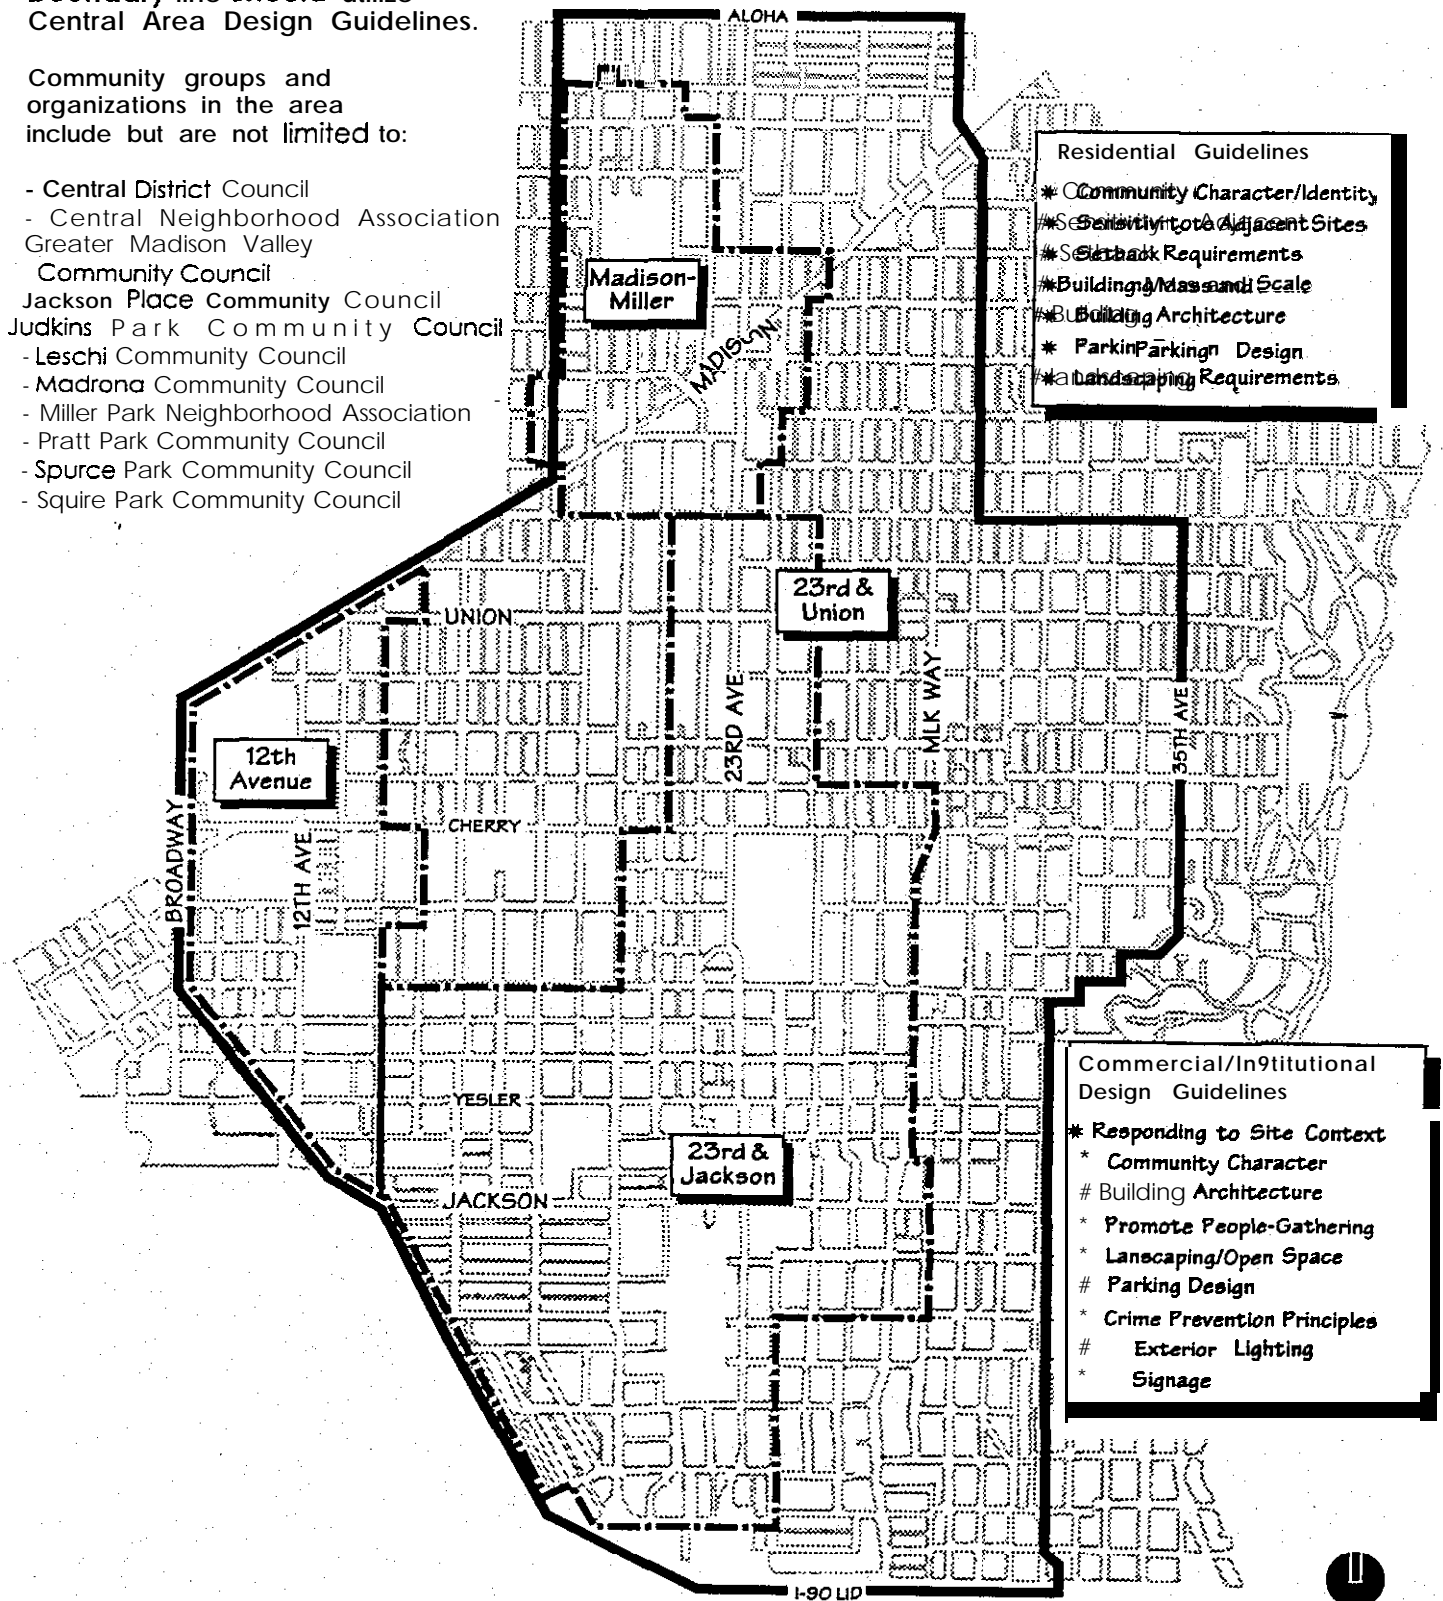 Boundary line should utilize
Central Area Design Guidelines.
Community groups and
organizations in the area
include but are not limited to:
- Central District Council
- Central Neighborhood Association
Greater Madison Valley
Community Council
Jackson Place Community Council
Judkins Park Community Council
- Leschi Community Council
- Madrona Community Council
- Miller Park Neighborhood Association
- Pratt Park Community Council
- Spurce Park Community Council
- Squire Park Community Council
ALOHA
Residential Guidelines
* Community Character/Identity
* Sensitivity to Adjacent Sites
* Setback Requirements
* Building Mass and Scale
* Building Architecture
* Parking Design
* Landscaping Requirements
Madison-
Miller
MADISON
23rd &
Union
UNION
23RD AVE
MLK WAY
35TH AVE
12th
Avenue
BROADWAY
12TH AVE
CHERRY
YESLER
23rd &
Jackson
JACKSON
Commercial/In9titutional
Design Guidelines
* Responding to Site Context
* Community Character
# Building Architecture
* Promote People-Gathering
* Lanscaping/Open Space
# Parking Design
* Crime Prevention Principles
# Exterior Lighting
* Signage
I-90 LID